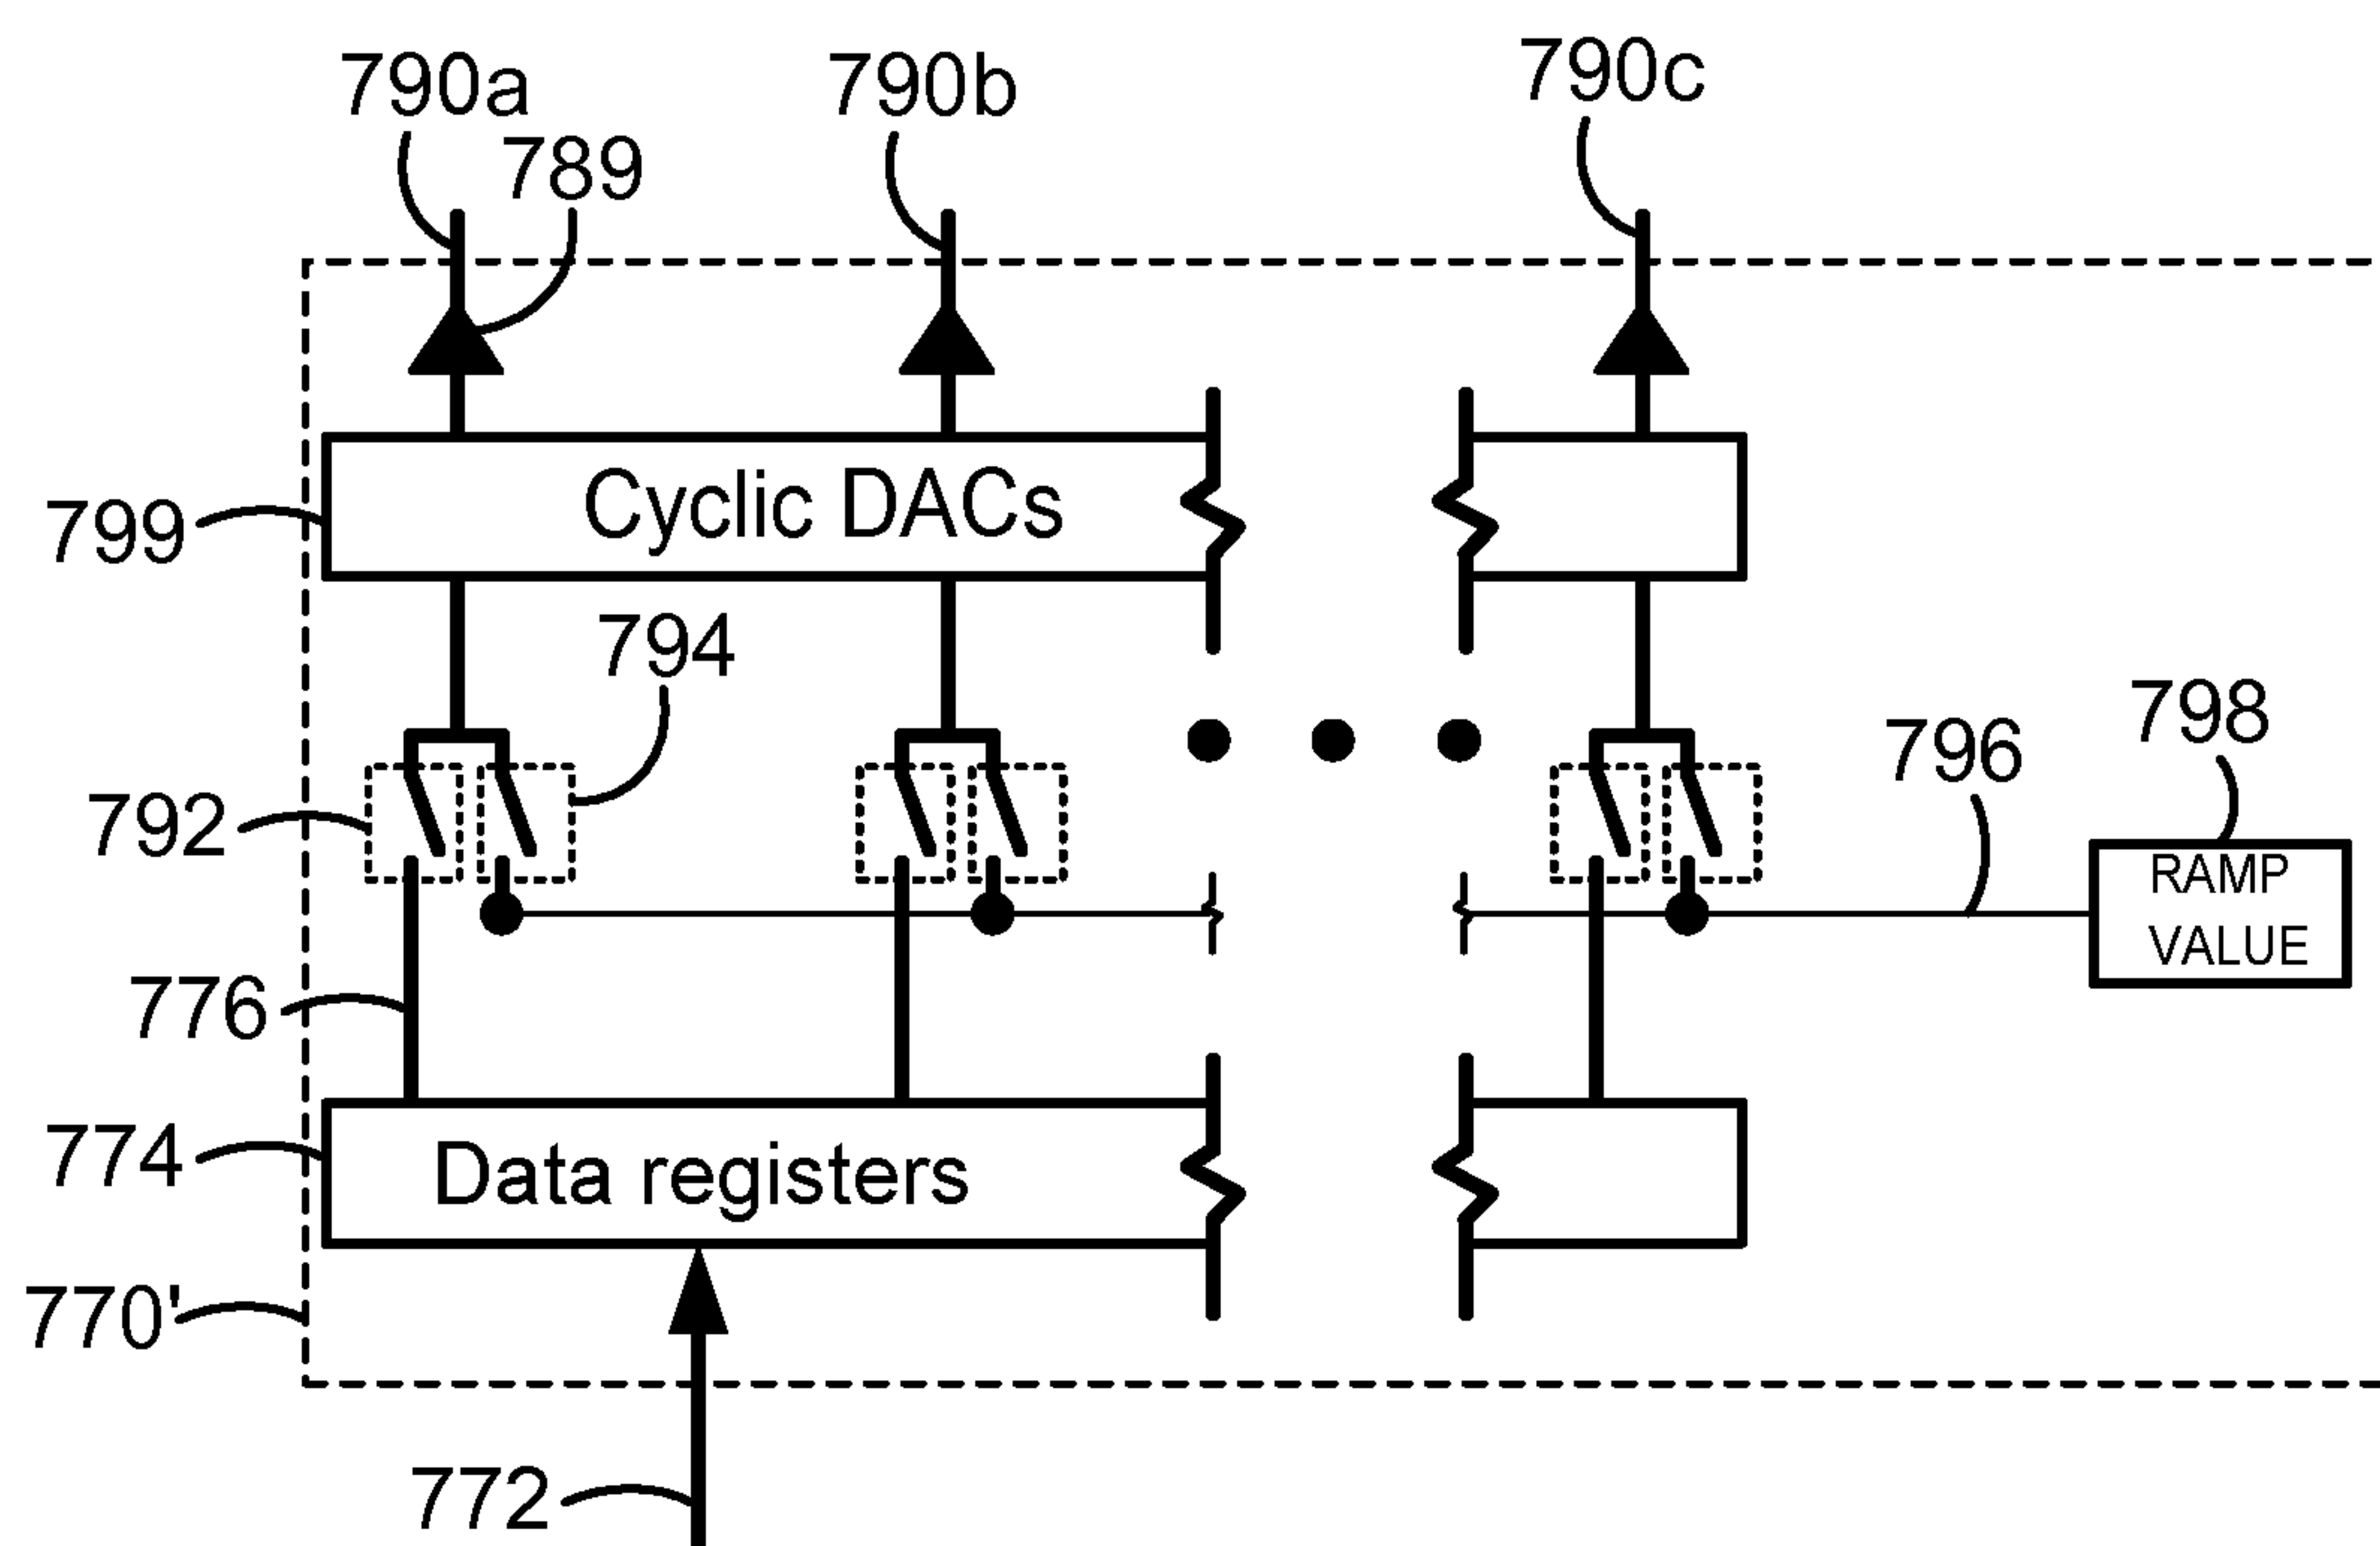 790a
790b
790c
789
Cyclic DACs
799
794
798
796
RAMP
VALUE
792
776
774
Data registers
770'
772